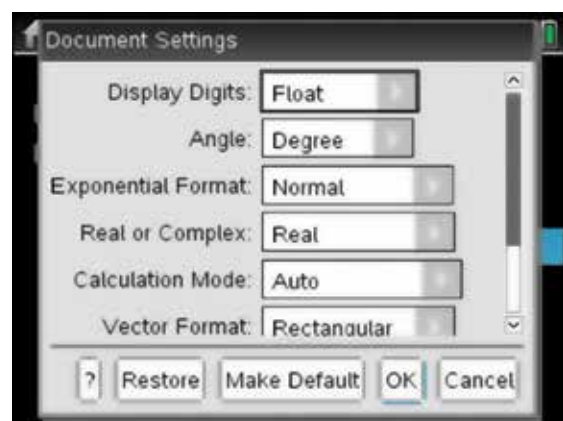 Document Settings
Display Digits: Float
Angle: Degree
Exponential Format: Normal
Real or Complex: Real
Calculation Mode: Auto
Vector Format: Rectangular
? Restore Make Default OK Cancel